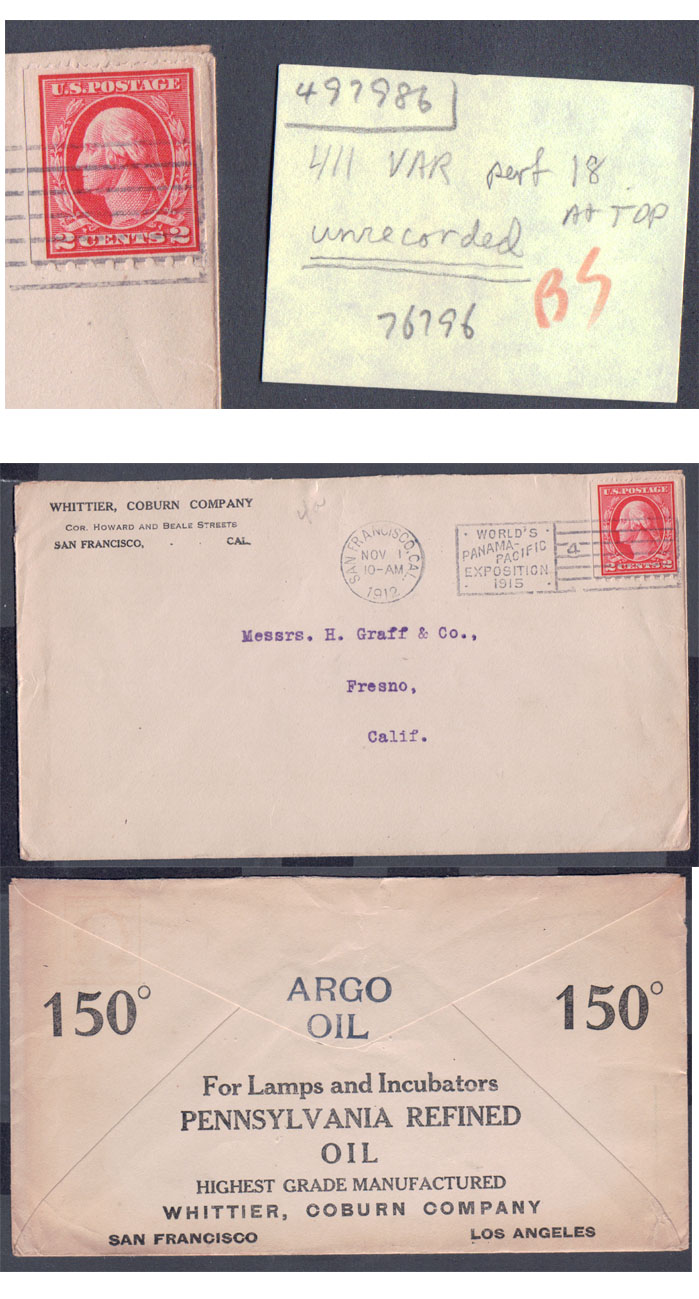 U.S. POSTAGE
2 CENTS 2
497986
411 VAR perf 18
At TOP
unrecorded
BS
76796
WHITTIER, COBURN COMPANY
COR. HOWARD AND BEALE STREETS
SAN FRANCISCO, - - CAL.
SAN FRANCISCO, CAL.
NOV 1
10-AM
1912
· WORLD'S ·
PANAMA-
PACIFIC
EXPOSITION
· 1915 ·
4
U.S. POSTAGE
2 CENTS 2
Messrs. H. Graff & Co.,
Fresno,
Calif.
150° ARGO 150°
OIL
For Lamps and Incubators
PENNSYLVANIA REFINED
OIL
HIGHEST GRADE MANUFACTURED
WHITTIER, COBURN COMPANY
SAN FRANCISCO LOS ANGELES